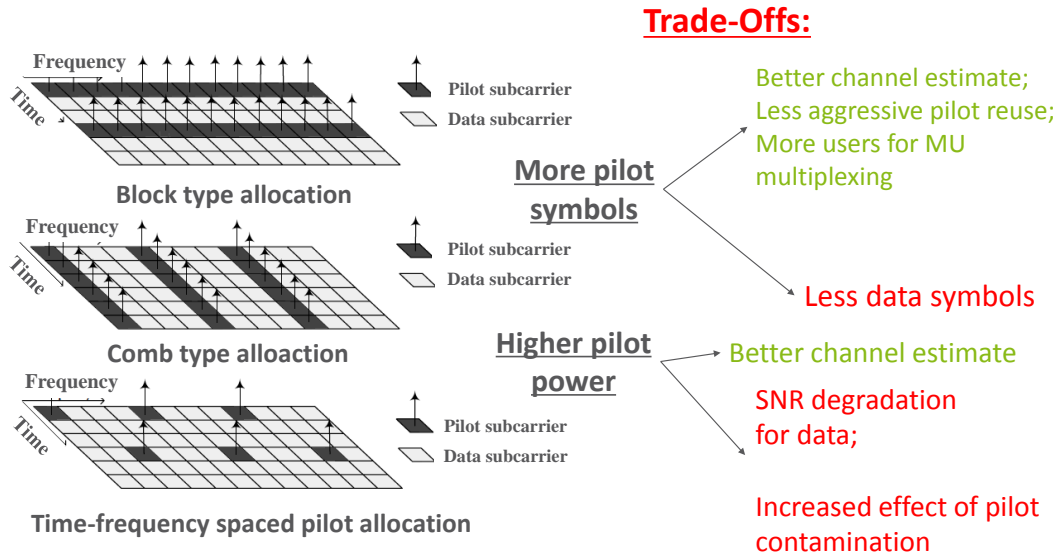 Trade-Offs:
Frequency
Time
Pilot subcarrier
Data subcarrier
Block type allocation
Frequency
Time
Pilot subcarrier
Data subcarrier
Comb type alloaction
Frequency
Time
Pilot subcarrier
Data subcarrier
Time-frequency spaced pilot allocation
More pilot
symbols
Better channel estimate;
Less aggressive pilot reuse;
More users for MU
multiplexing
Less data symbols
Higher pilot
power
Better channel estimate
SNR degradation
for data;
Increased effect of pilot
contamination